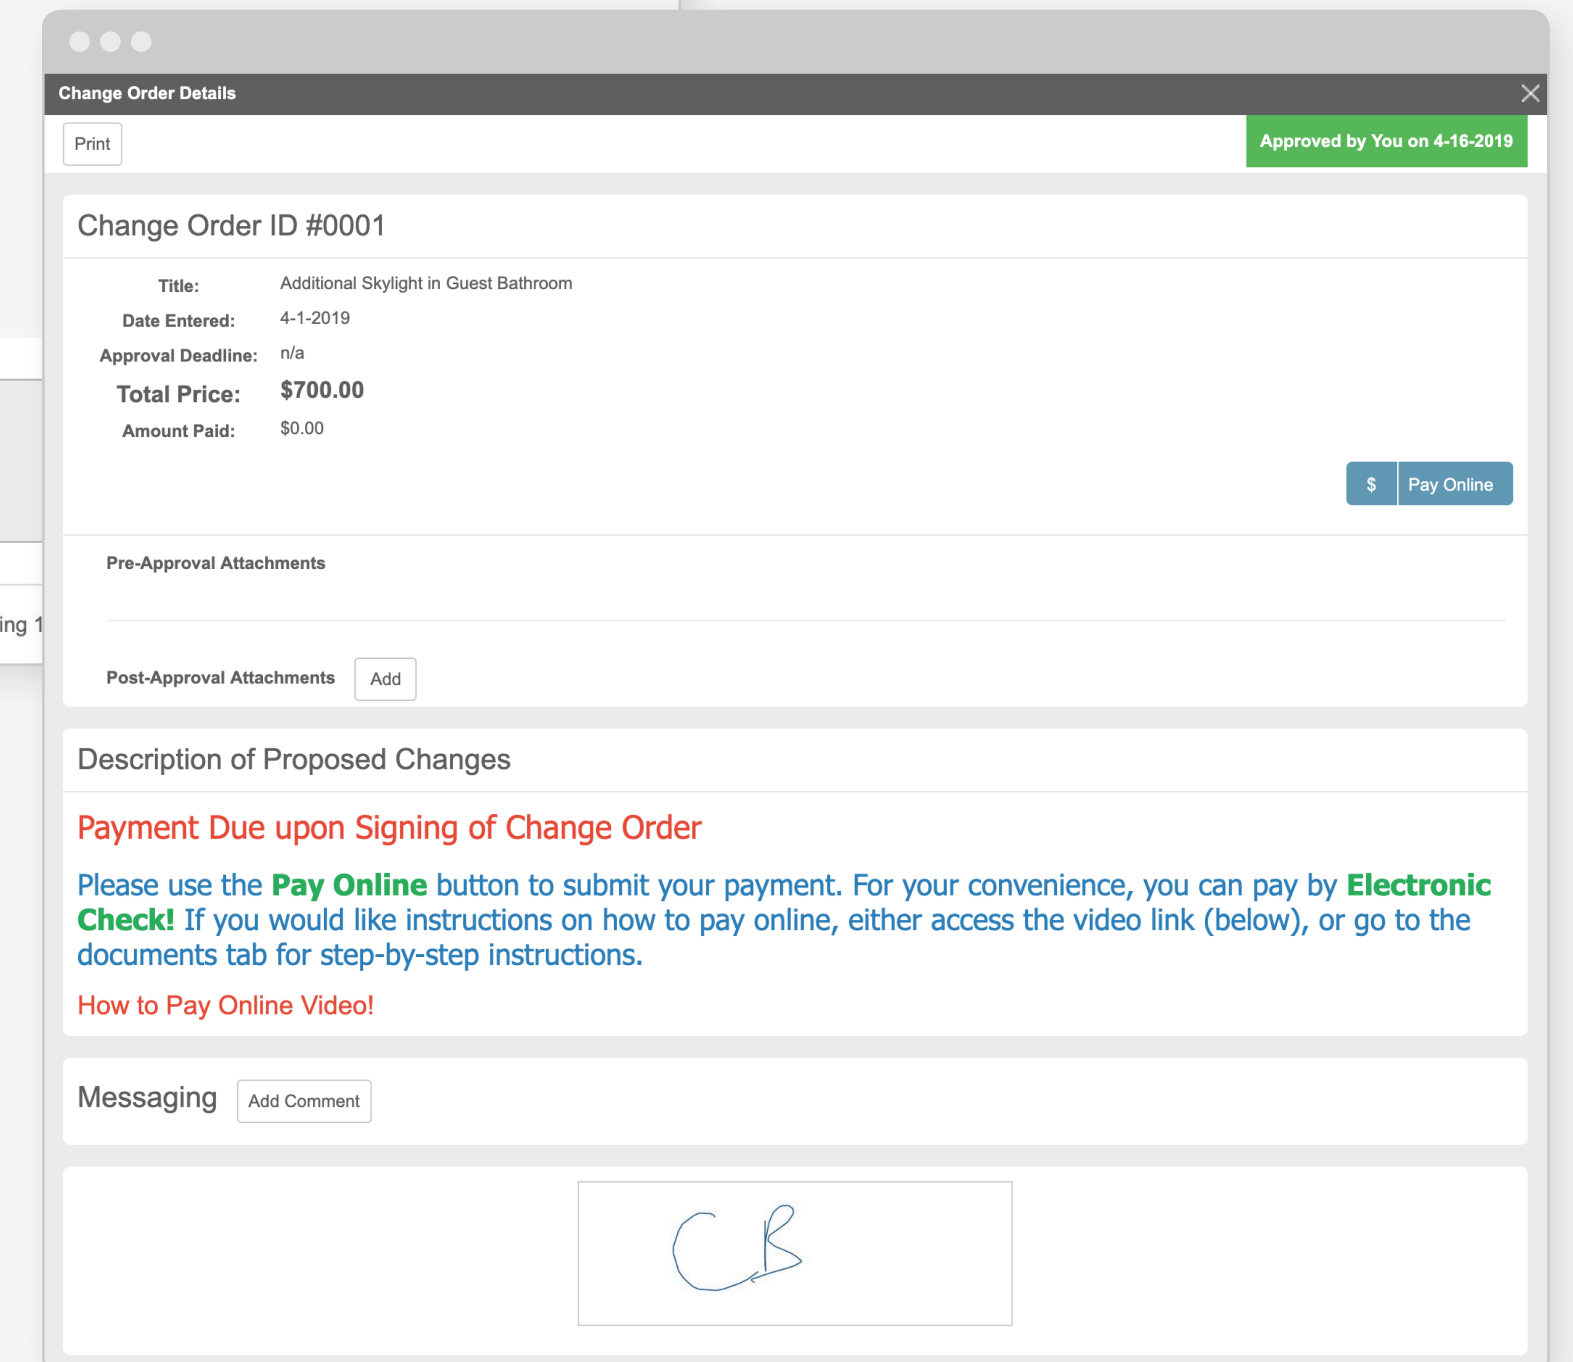 Change Order Details
Print
Approved by You on 4-16-2019
Change Order ID #0001
Title: Additional Skylight in Guest Bathroom
Date Entered: 4-1-2019
Approval Deadline: n/a
Total Price: $700.00
Amount Paid: $0.00
$ Pay Online
Pre-Approval Attachments
ing 1
Post-Approval Attachments Add
Description of Proposed Changes
Payment Due upon Signing of Change Order
Please use the Pay Online button to submit your payment. For your convenience, you can pay by Electronic
Check! If you would like instructions on how to pay online, either access the video link (below), or go to the
documents tab for step-by-step instructions.
How to Pay Online Video!
Messaging Add Comment
CB